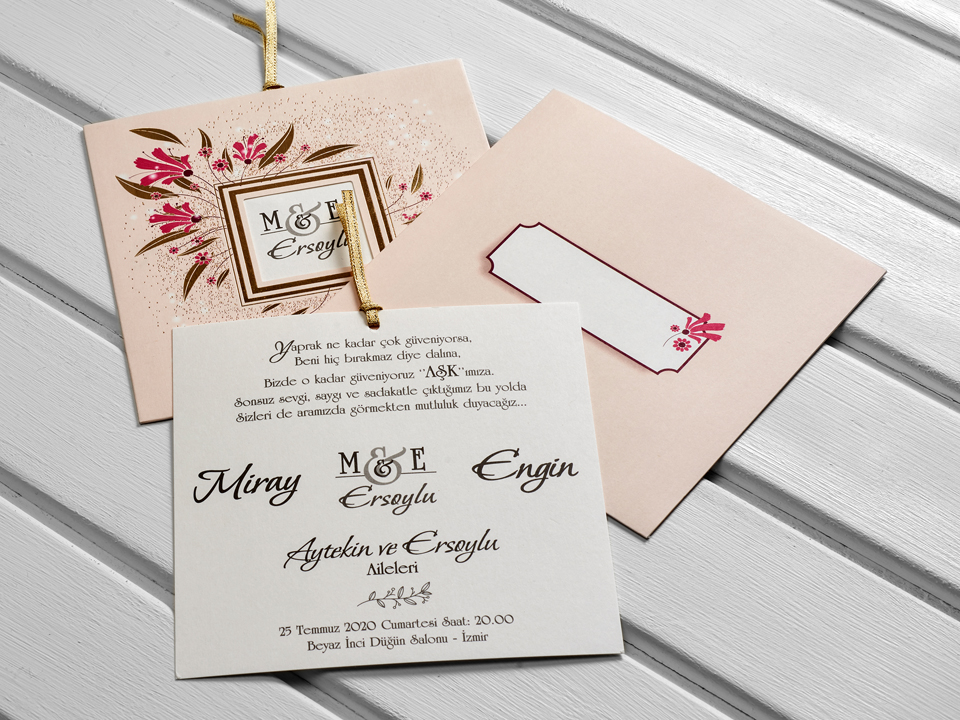 M & E
Ersoylu
Yaprak ne kadar çok güveniyorsa,
Beni hiç bırakmaz diye dalına,
Bizde o kadar güveniyoruz "AŞK"ımıza.
Sonsuz sevgi, saygı ve sadakatle çıktığımız bu yolda
Sizleri de aramızda görmekten mutluluk duyacağız...
Miray
M & E
Ersoylu
Engin
Aytekin ve Ersoylu
Aileleri
25 Temmuz 2020 Cumartesi Saat: 20.00
Beyaz İnci Düğün Salonu - İzmir